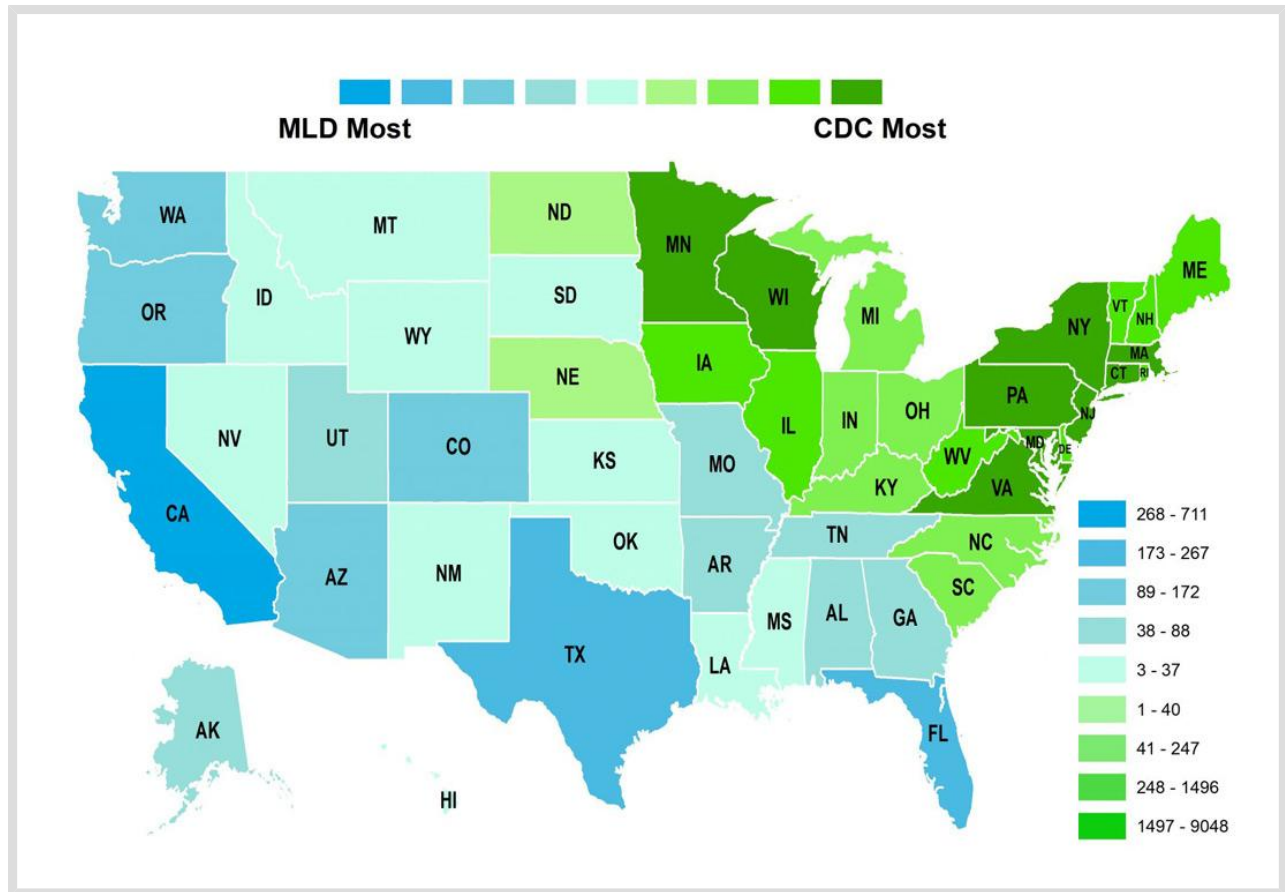 MLD Most CDC Most
WA
MT
ND
MN
ME
OR
ID
SD
WI
VT
NH
WY
MI
NY
MA
IA
CT
RI
NE
PA
NV
UT
CO
IL
IN
OH
NJ
KS
MO
WV
MD
DE
KY
VA
CA
TN
NC
AZ
NM
OK
AR
SC
MS
AL
GA
TX
LA
AK
FL
HI
268 - 711
173 - 267
89 - 172
38 - 88
3 - 37
1 - 40
41 - 247
248 - 1496
1497 - 9048